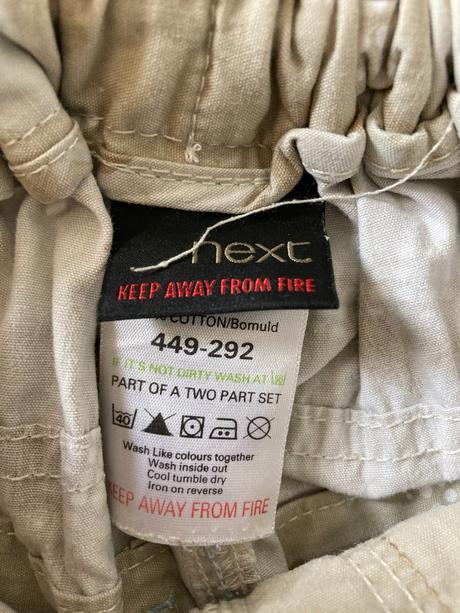 next
KEEP AWAY FROM FIRE
COTTON/Bomuld
449-292
IF IT'S NOT DIRTY WASH AT
PART OF A TWO PART SET
40
Wash Like colours together
Wash inside out
Cool tumble dry
Iron on reverse
KEEP AWAY FROM FIRE